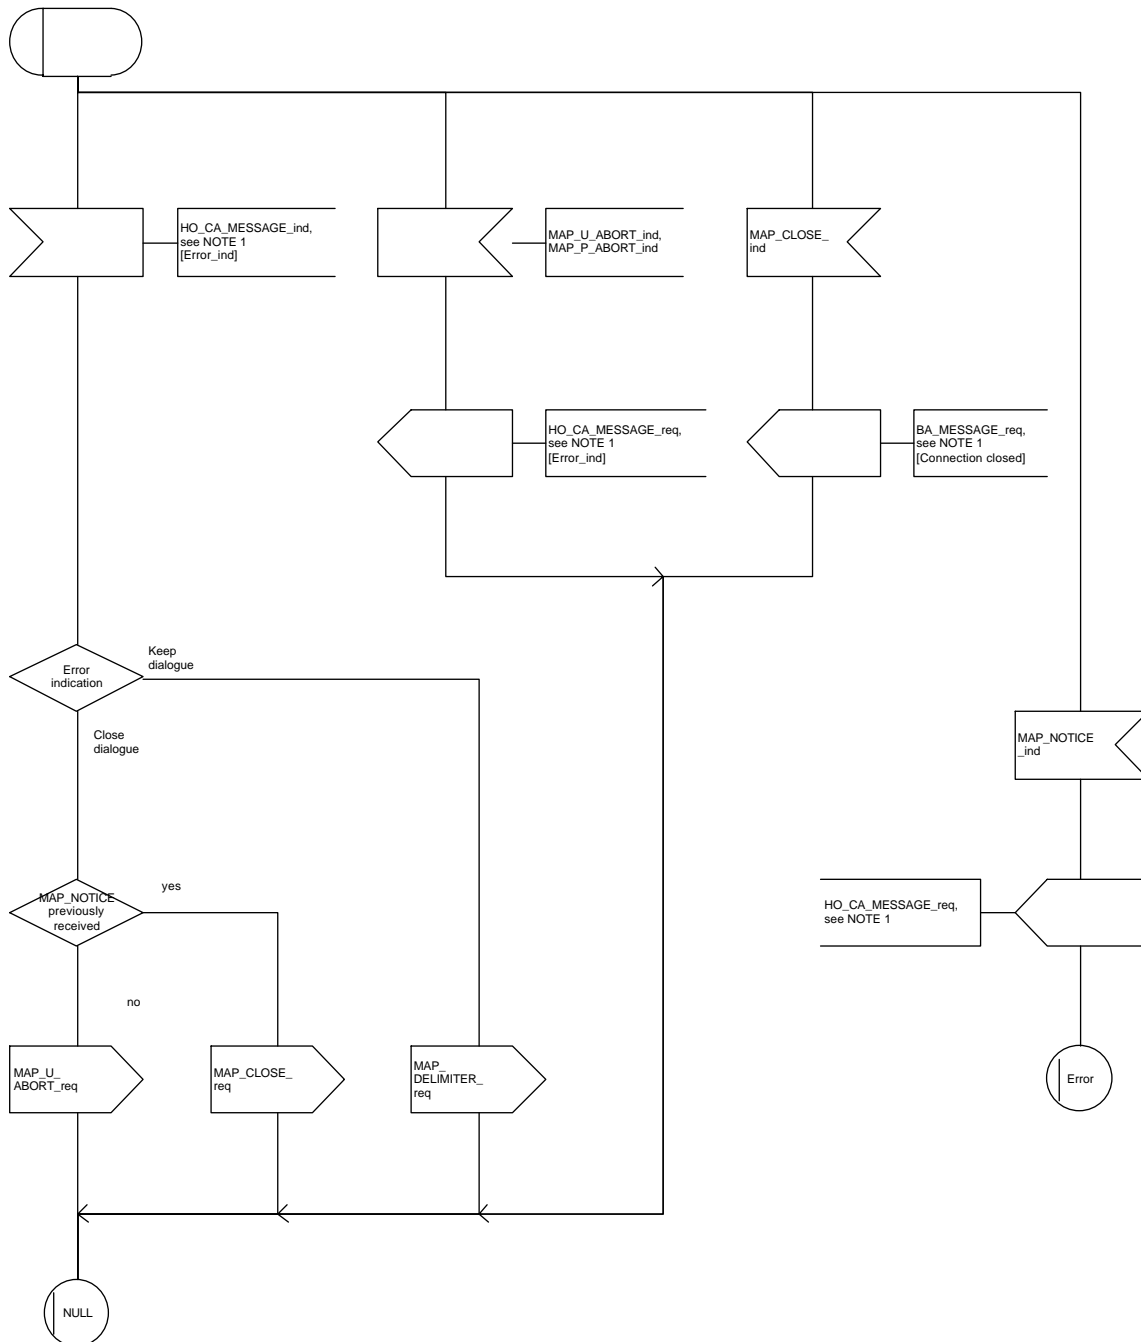 HO_CA_MESSAGE_ind,
see NOTE 1
[Error_ind]
MAP_U_ABORT_ind,
MAP_P_ABORT_ind
MAP_CLOSE_
ind
HO_CA_MESSAGE_req,
see NOTE 1
[Error_ind]
BA_MESSAGE_req,
see NOTE 1
[Connection closed]
Error
indication
Keep
dialogue
Close
dialogue
MAP_NOTICE
_ind
MAP_NOTICE
previously
received
yes
HO_CA_MESSAGE_req,
see NOTE 1
no
MAP_U_
ABORT_req
MAP_CLOSE_
req
MAP_
DELIMITER_
req
Error
NULL